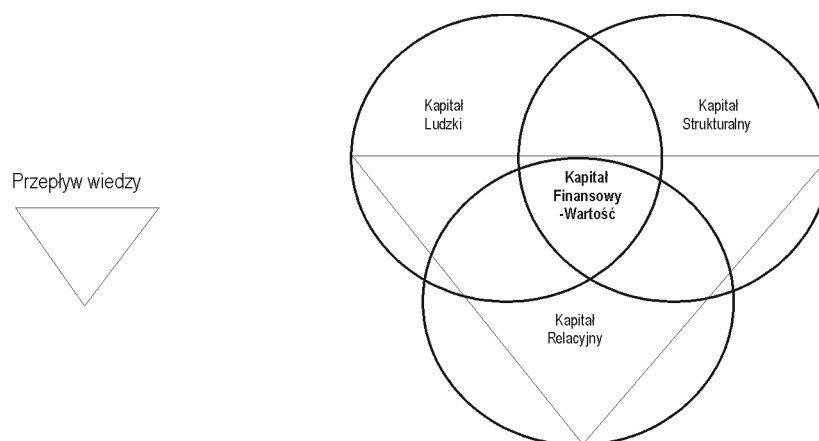 Kapitał
Ludzki
Kapitał
Strukturalny
Przepływ wiedzy
Kapitał
Finansowy
-Wartość
Kapitał
Relacyjny